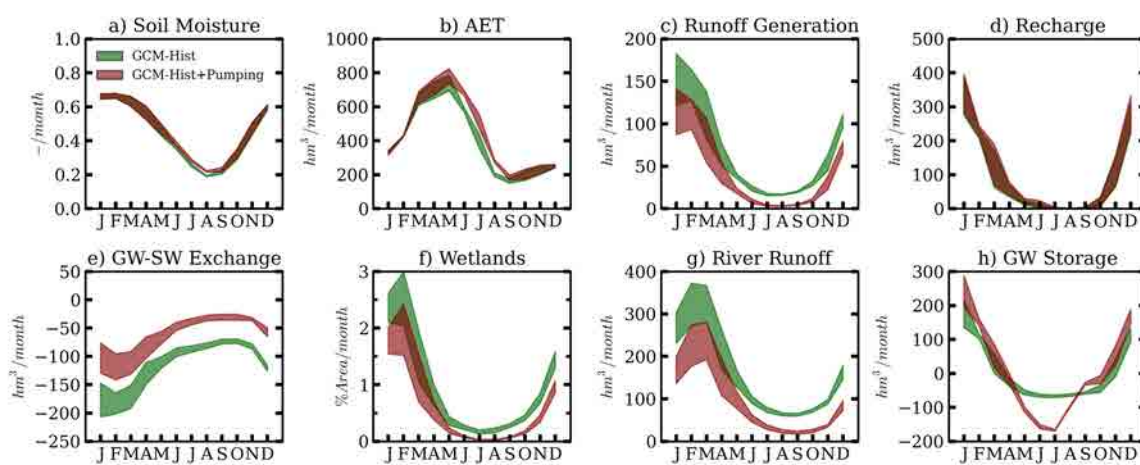 a) Soil Moisture
b) AET
c) Runoff Generation
d) Recharge
1.0
0.8
0.6
0.4
0.2
0.0
−/month
GCM-Hist
GCM-Hist+Pumping
J F M A M J J A S O N D
1000
800
600
400
200
0
hm³/month
J F M A M J J A S O N D
200
150
100
50
0
hm³/month
J F M A M J J A S O N D
500
400
300
200
100
0
hm³/month
J F M A M J J A S O N D
e) GW-SW Exchange
f) Wetlands
g) River Runoff
h) GW Storage
50
0
−50
−100
−150
−200
−250
hm³/month
J F M A M J J A S O N D
3
2
1
0
%Area/month
J F M A M J J A S O N D
400
300
200
100
0
hm³/month
J F M A M J J A S O N D
300
200
100
0
−100
−200
hm³/month
J F M A M J J A S O N D